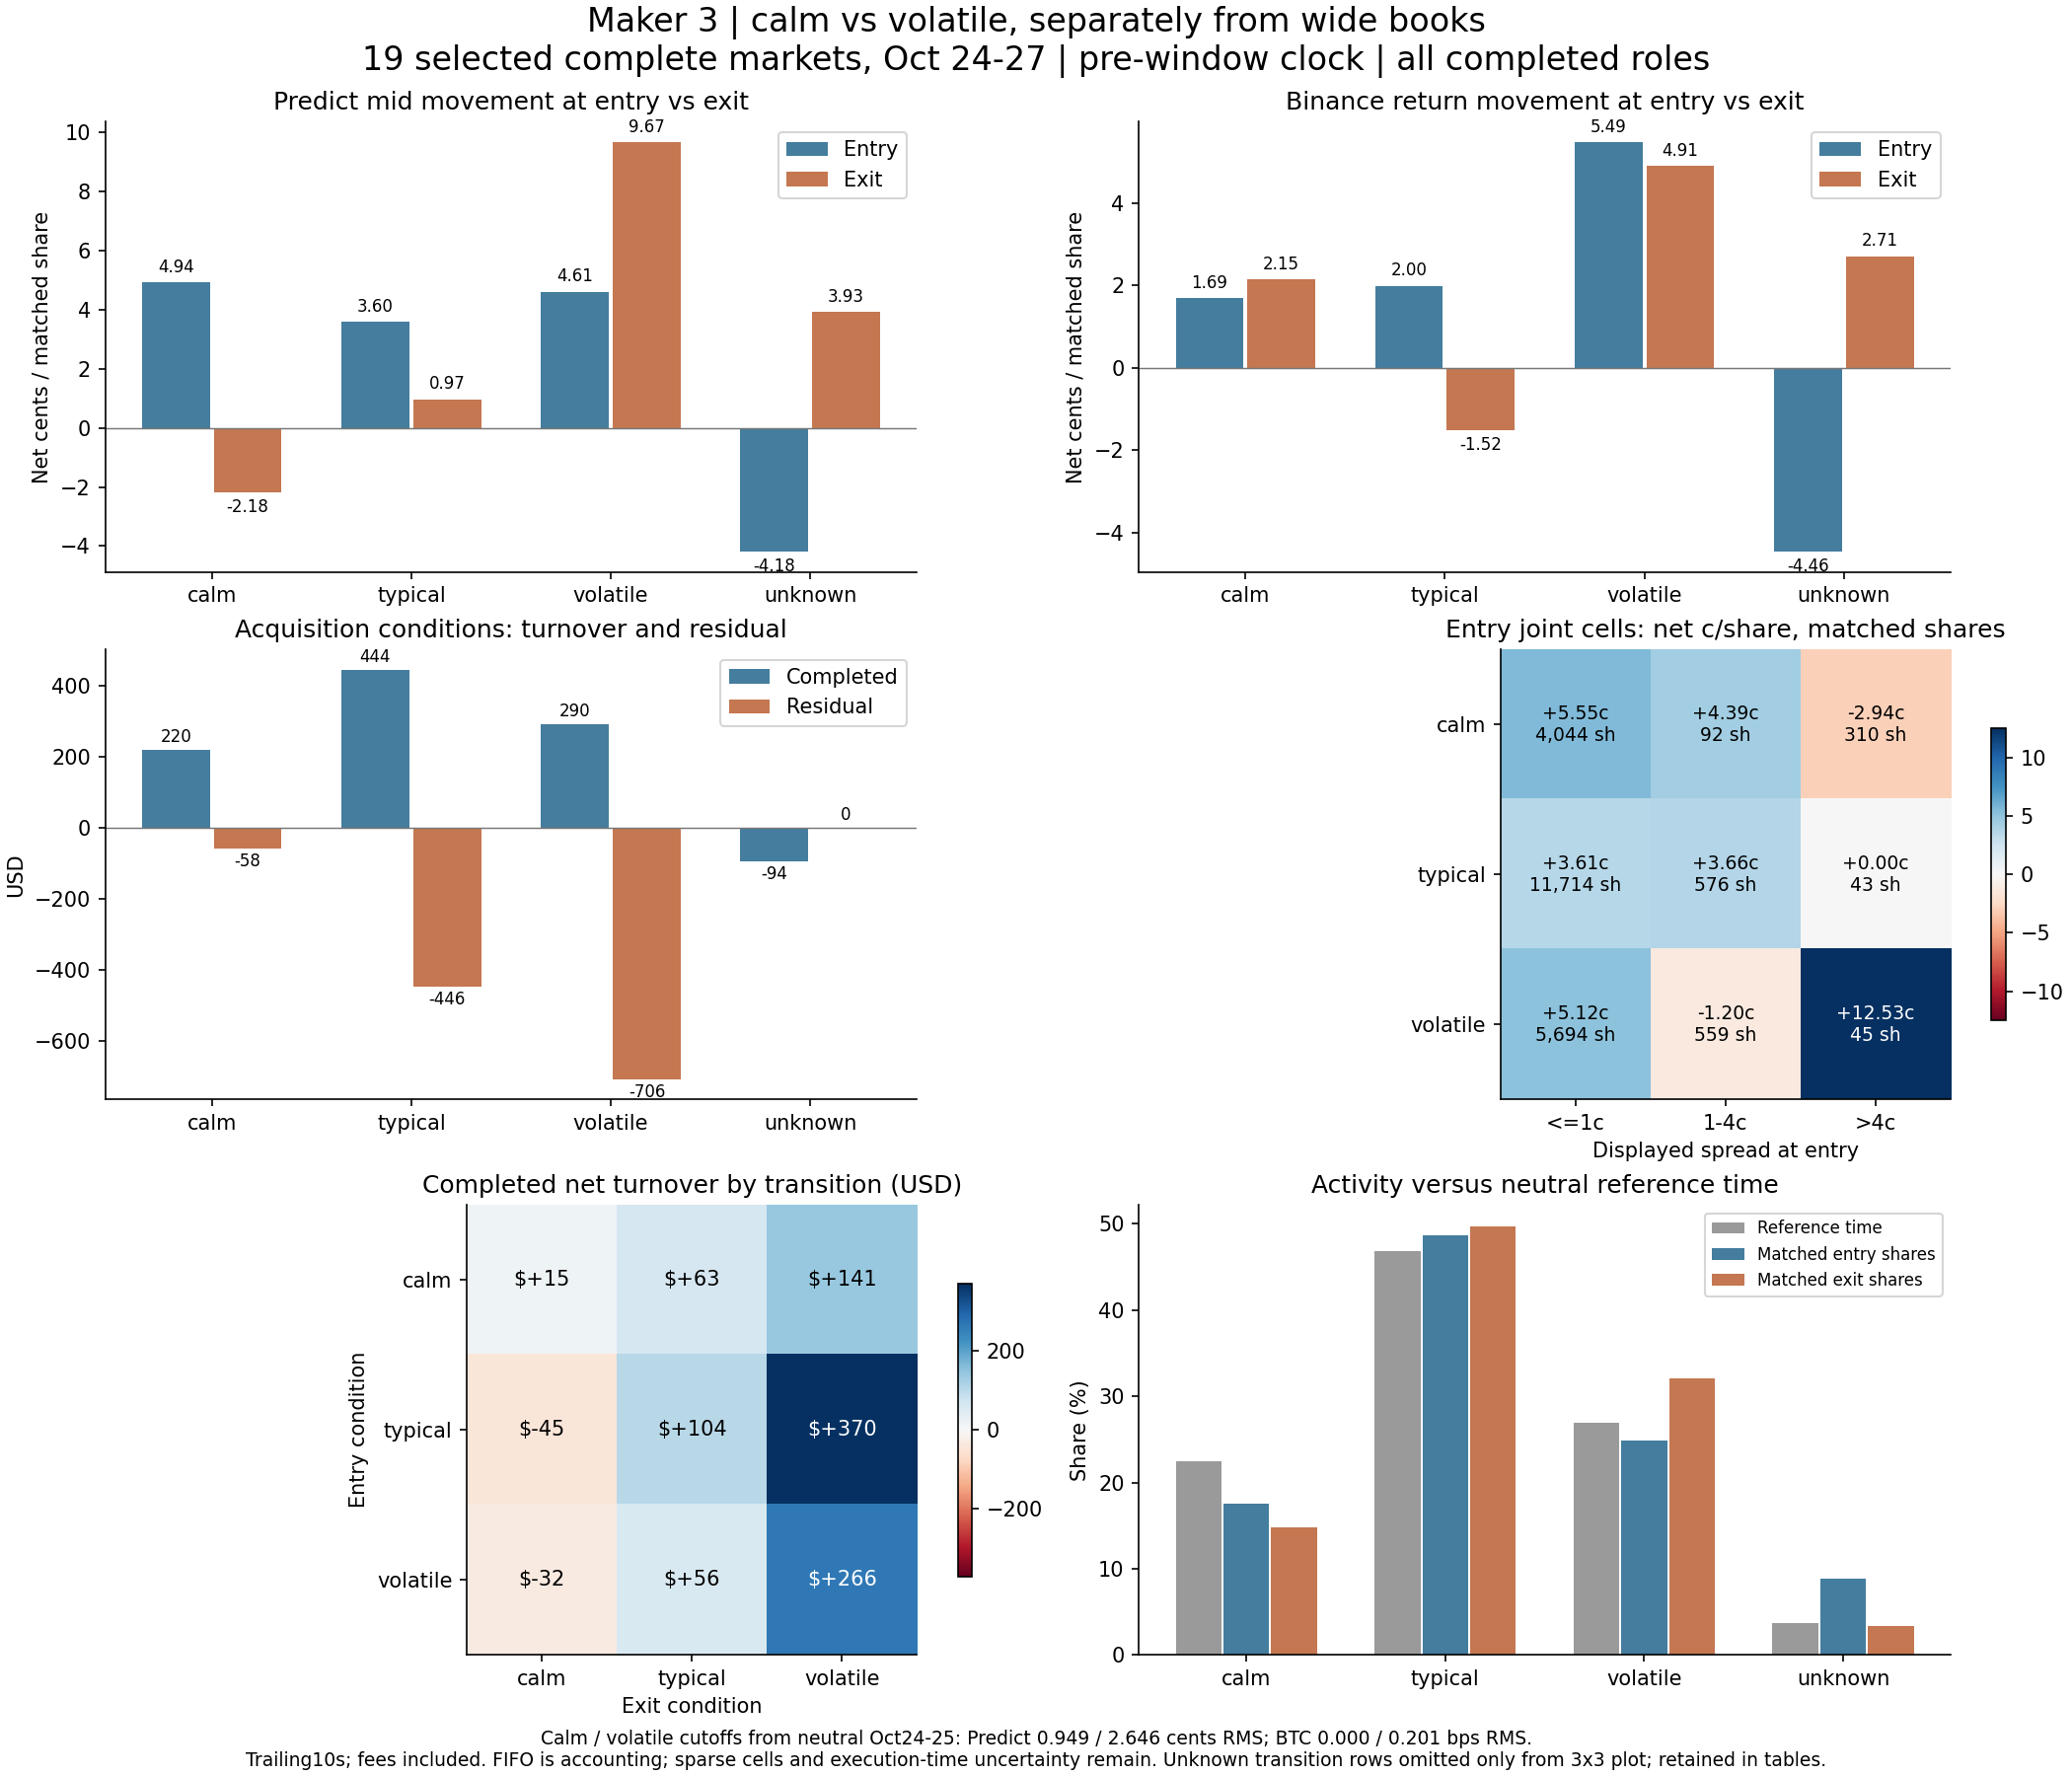 Maker 3 | calm vs volatile, separately from wide books
19 selected complete markets, Oct 24-27 | pre-window clock | all completed roles
Predict mid movement at entry vs exit
Net cents / matched share
10
8
6
4
2
0
−2
−4
4.94
-2.18
3.60
0.97
4.61
9.67
-4.18
3.93
Entry
Exit
calm
typical
volatile
unknown
Binance return movement at entry vs exit
Net cents / matched share
4
2
0
−2
−4
1.69
2.15
2.00
-1.52
5.49
4.91
-4.46
2.71
Entry
Exit
calm
typical
volatile
unknown
Acquisition conditions: turnover and residual
USD
400
200
0
−200
−400
−600
220
-58
444
-446
290
-706
-94
0
Completed
Residual
calm
typical
volatile
unknown
Entry joint cells: net c/share, matched shares
calm
+5.55c
4,044 sh
+4.39c
92 sh
-2.94c
310 sh
typical
+3.61c
11,714 sh
+3.66c
576 sh
+0.00c
43 sh
volatile
+5.12c
5,694 sh
-1.20c
559 sh
+12.53c
45 sh
<=1c
1-4c
>4c
Displayed spread at entry
10
5
0
−5
−10
Completed net turnover by transition (USD)
Entry condition
calm
$+15
$+63
$+141
typical
$-45
$+104
$+370
volatile
$-32
$+56
$+266
calm
typical
volatile
Exit condition
200
0
−200
Activity versus neutral reference time
Share (%)
50
40
30
20
10
0
Reference time
Matched entry shares
Matched exit shares
calm
typical
volatile
unknown
Calm / volatile cutoffs from neutral Oct24-25: Predict 0.949 / 2.646 cents RMS; BTC 0.000 / 0.201 bps RMS.
Trailing10s; fees included. FIFO is accounting; sparse cells and execution-time uncertainty remain. Unknown transition rows omitted only from 3x3 plot; retained in tables.